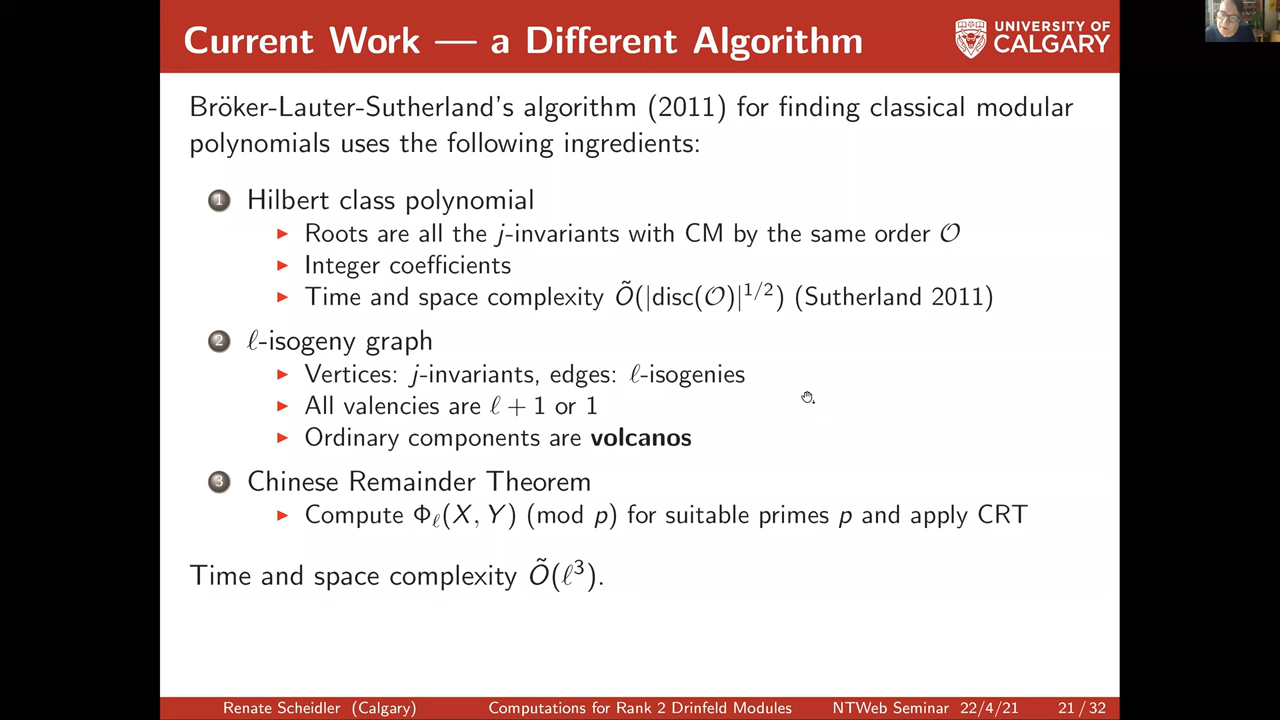 Current Work — a Different Algorithm
UNIVERSITY OF
CALGARY
Bröker-Lauter-Sutherland's algorithm (2011) for finding classical modular
polynomials uses the following ingredients:
1 Hilbert class polynomial
▶ Roots are all the j-invariants with CM by the same order 𝒪
▶ Integer coefficients
▶ Time and space complexity Õ(|disc(𝒪)|^{1/2}) (Sutherland 2011)
2 ℓ-isogeny graph
▶ Vertices: j-invariants, edges: ℓ-isogenies
▶ All valencies are ℓ + 1 or 1
▶ Ordinary components are volcanos
3 Chinese Remainder Theorem
▶ Compute Φ_ℓ(X, Y) (mod p) for suitable primes p and apply CRT
Time and space complexity Õ(ℓ³).
Renate Scheidler (Calgary) Computations for Rank 2 Drinfeld Modules NTWeb Seminar 22/4/21 21 / 32